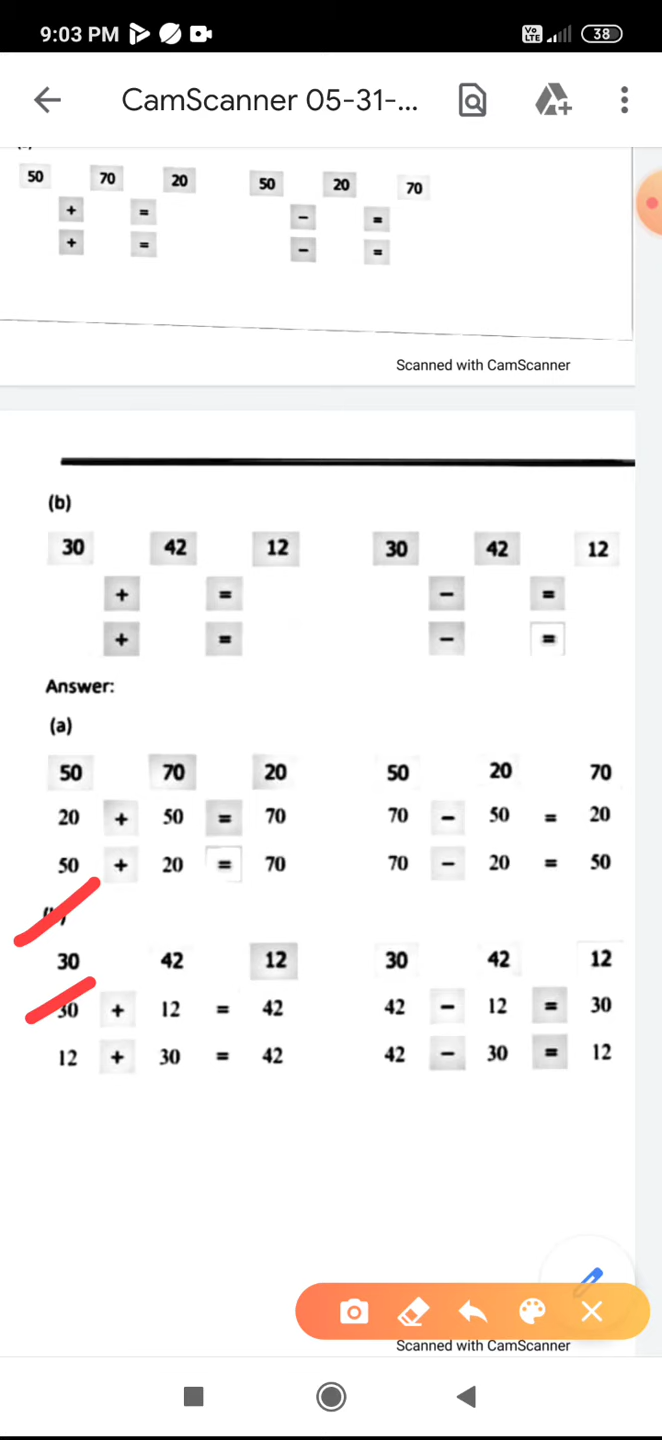 9:03 PM Vo LTE 38
CamScanner 05-31-...
50 70 20 50 20 70
+ = - =
+ = - =
Scanned with CamScanner
(b)
30 42 12 30 42 12
+ = - =
+ = - =
Answer:
(a)
50 70 20 50 20 70
20 + 50 = 70 70 - 50 = 20
50 + 20 = 70 70 - 20 = 50
30 42 12 30 42 12
30 + 12 = 42 42 - 12 = 30
12 + 30 = 42 42 - 30 = 12
Scanned with CamScanner